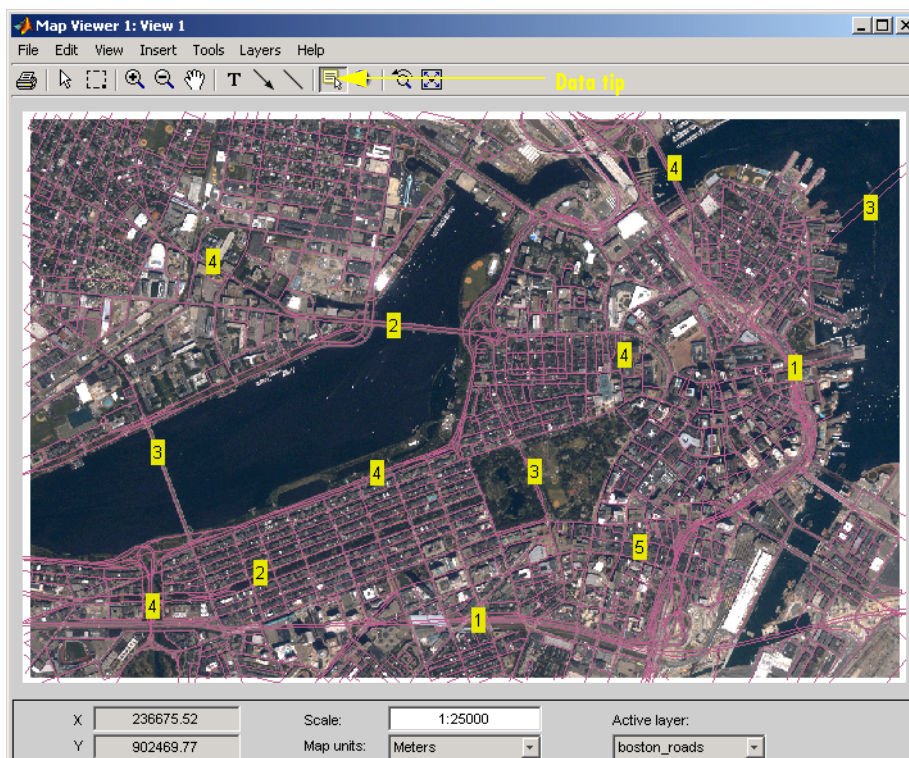 Map Viewer 1: View 1
File Edit View Insert Tools Layers Help
T
Data tip
4
3
4
2
4
1
3
4
3
5
2
4
1
X 236675.52 Scale: 1:25000 Active layer:
Y 902469.77 Map units: Meters boston_roads